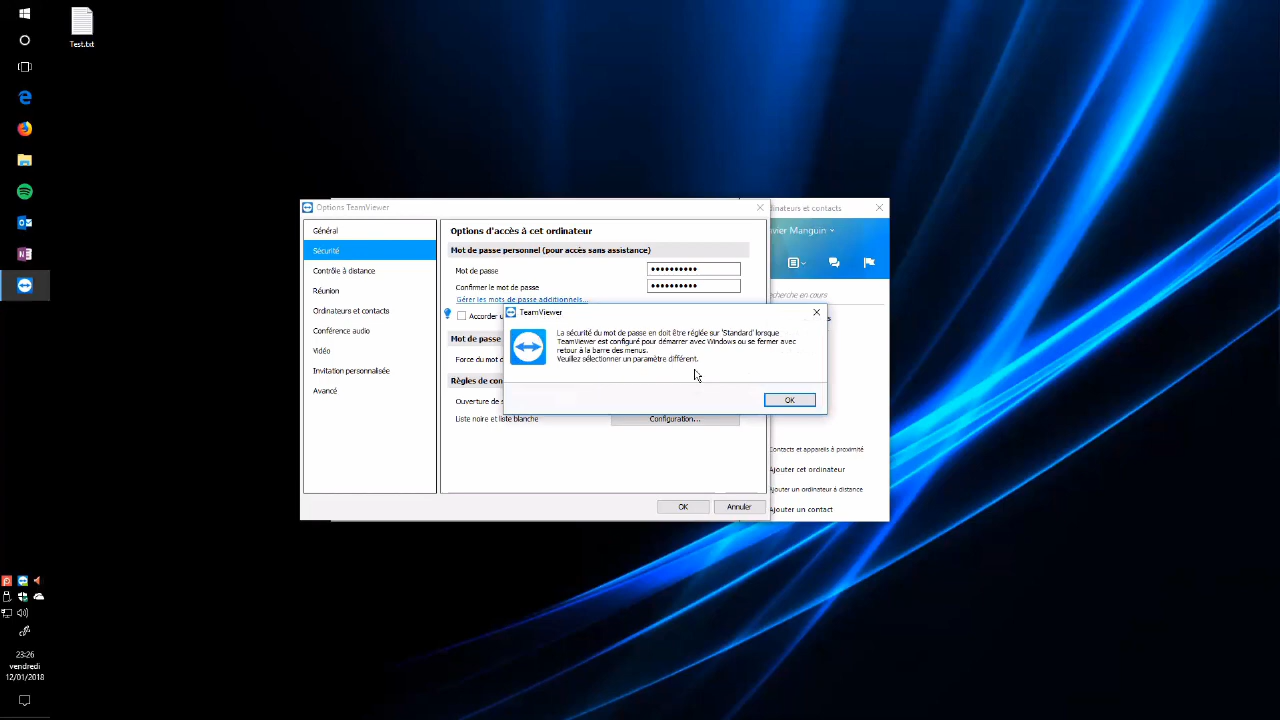 Test.txt
Options TeamViewer
Général
Sécurité
Contrôle à distance
Réunion
Ordinateurs et contacts
Conférence audio
Vidéo
Invitation personnalisée
Avancé
Options d'accès à cet ordinateur
Mot de passe personnel (pour accès sans assistance)
Mot de passe
Confirmer le mot de passe
Gérer les mots de passe additionnels...
Accorder
Mot de passe
Force du mot
Règles de
Ouverture de
Liste noire et liste blanche
Configuration...
OK
Annuler
TeamViewer
La sécurité du mot de passe en doit être réglée sur 'Standard' lorsque
TeamViewer est configuré pour démarrer avec Windows ou se fermer avec
retour à la barre des menus.
Veuillez sélectionner un paramètre différent.
OK
et contacts
Manguin
en cours
Contacts et appareils à proximité
Ajouter cet ordinateur
Ajouter un ordinateur à distance
Ajouter un contact
23:26
vendredi
12/01/2018